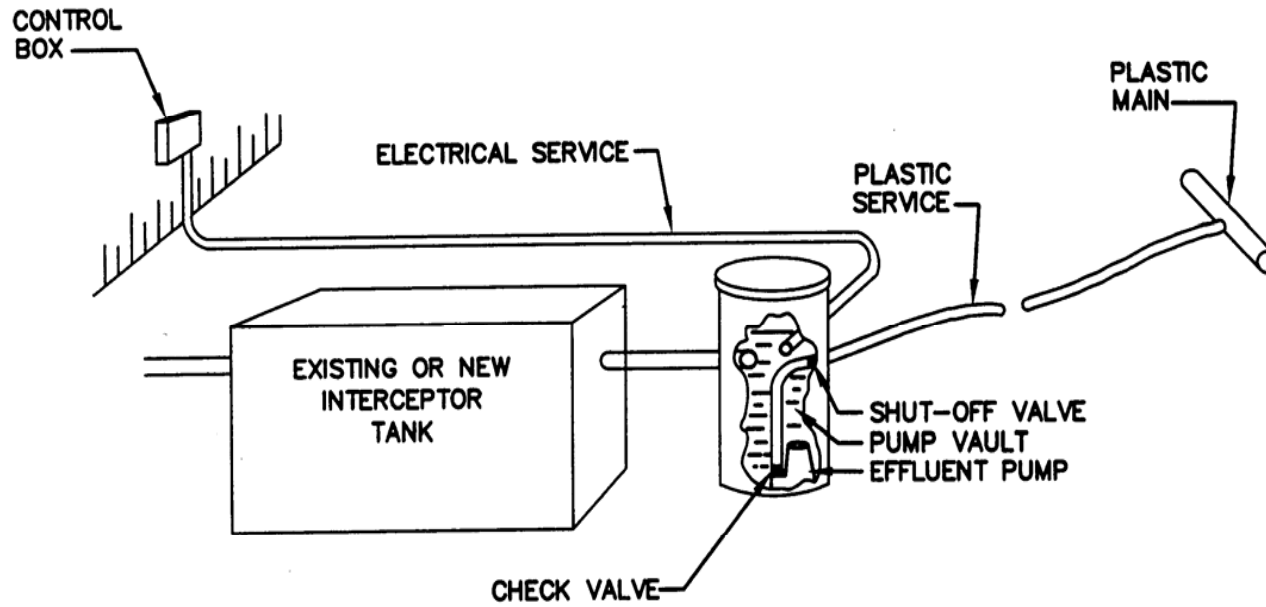 CONTROL
BOX
PLASTIC
MAIN
ELECTRICAL SERVICE
PLASTIC
SERVICE
EXISTING OR NEW
INTERCEPTOR
TANK
SHUT-OFF VALVE
PUMP VAULT
EFFLUENT PUMP
CHECK VALVE